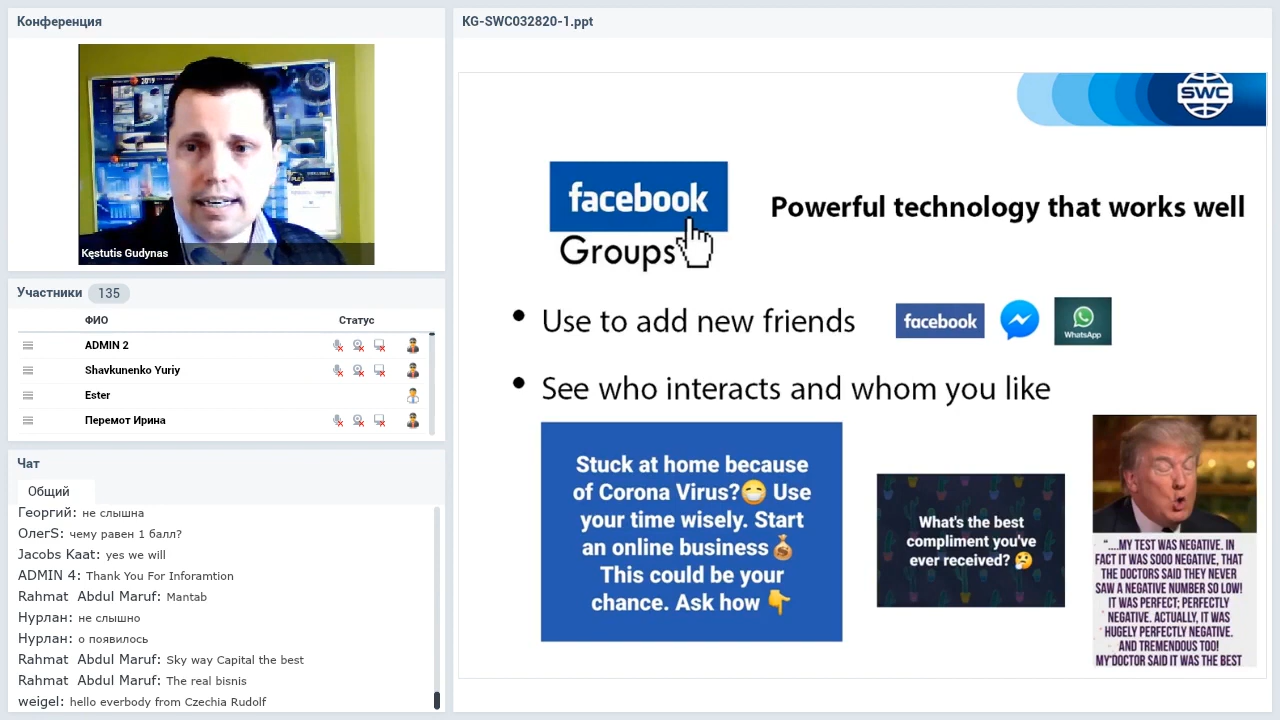 Конференция
2019
Kęstutis Gudynas
Участники 135
ФИО Статус
ADMIN 2
Shavkunenko Yuriy
Ester
Перемот Ирина
Чат
Общий
Георгий: не слышна
ОлегS: чему равен 1 балл?
Jacobs Kaat: yes we will
ADMIN 4: Thank You For Inforamtion
Rahmat Abdul Maruf: Mantab
Нурлан: не слышно
Нурлан: о появилось
Rahmat Abdul Maruf: Sky way Capital the best
Rahmat Abdul Maruf: The real bisnis
weigel: hello everbody from Czechia Rudolf
KG-SWC032820-1.ppt
SWC
facebook
Groups
Powerful technology that works well
• Use to add new friends
facebook
WhatsApp
• See who interacts and whom you like
Stuck at home because
of Corona Virus?😷 Use
your time wisely. Start
an online business💰
This could be your
chance. Ask how 👇
What's the best
compliment you've
ever received? 🤔
"....MY TEST WAS NEGATIVE. IN
FACT IT WAS SOOO NEGATIVE, THAT
THE DOCTORS SAID THEY NEVER
SAW A NEGATIVE NUMBER SO LOW!
IT WAS PERFECT; PERFECTLY
NEGATIVE. ACTUALLY, IT WAS
HUGELY PERFECTLY NEGATIVE.
AND TREMENDOUS TOO!
MY DOCTOR SAID IT WAS THE BEST